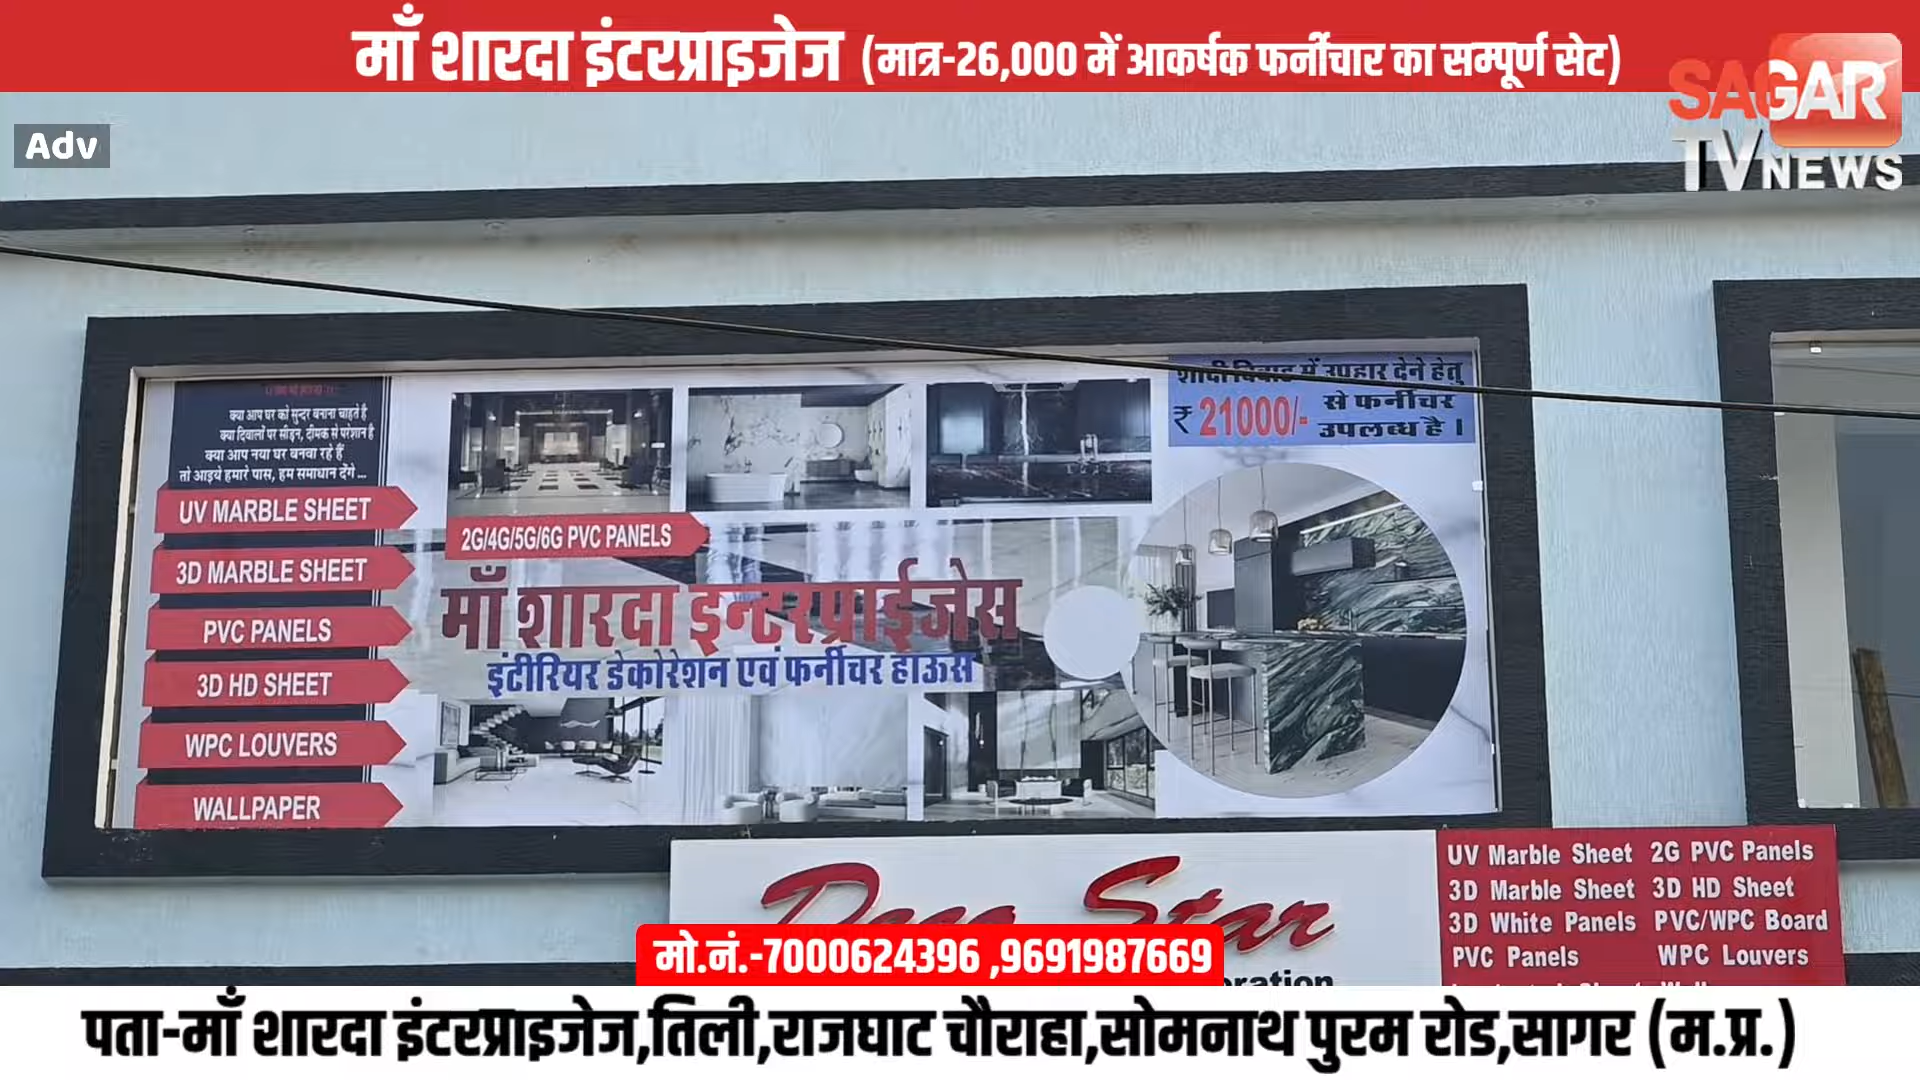 माँ शारदा इंटरप्राइजेज (मात्र-26,000 में आकर्षक फर्नीचार का सम्पूर्ण सेट)
SAGAR
TV NEWS
Adv
शादी विवाह में उपहार देने हेतु
₹ 21000/- से फर्नीचर
उपलब्ध है ।
क्या आप घर को सुन्दर बनाना चाहते है
क्या दिवालों पर सीड़न, दीमक से परेशान है
क्या आप नया घर बनवा रहे हैं
तो आइये हमारे पास, हम समाधान देंगे ...
UV MARBLE SHEET
3D MARBLE SHEET
PVC PANELS
3D HD SHEET
WPC LOUVERS
WALLPAPER
2G/4G/5G/6G PVC PANELS
माँ शारदा इन्टरप्राईजेस
इंटीरियर डेकोरेशन एवं फर्नीचर हाऊस
Star
UV Marble Sheet 2G PVC Panels
3D Marble Sheet 3D HD Sheet
3D White Panels PVC/WPC Board
PVC Panels WPC Louvers
मो.नं.-7000624396 ,9691987669
पता-माँ शारदा इंटरप्राइजेज,तिली,राजघाट चौराहा,सोमनाथ पुरम रोड,सागर (म.प्र.)